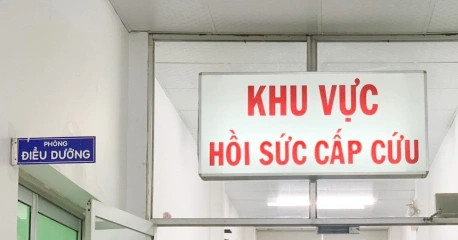 PHÒNG
ĐIỀU DƯỠNG
KHU VỰC
HỒI SỨC CẤP CỨU